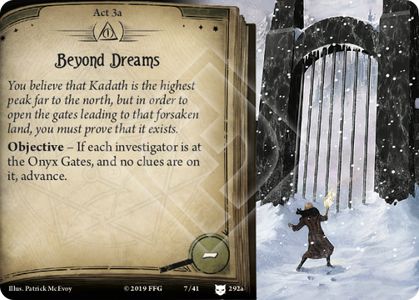 Act 3a
Beyond Dreams
You believe that Kadath is the highest
peak far to the north, but in order to
open the gates leading to that forsaken
land, you must prove that it exists.
Objective – If each investigator is at
the Onyx Gates, and no clues are on
it, advance.
–
Illus. Patrick McEvoy
© 2019 FFG
7/41
292a